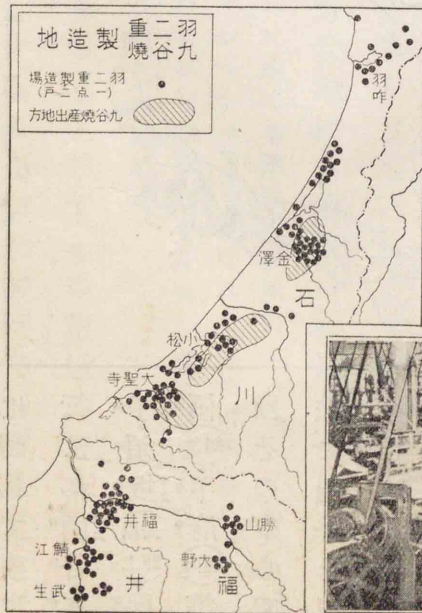 羽二重
九谷燒
製造地
羽二重製造場
(一点二戸)
九谷燒産出地方
羽咋
金澤
石
小松
川
大聖寺
福井
勝山
鯖江
大野
武生
福井